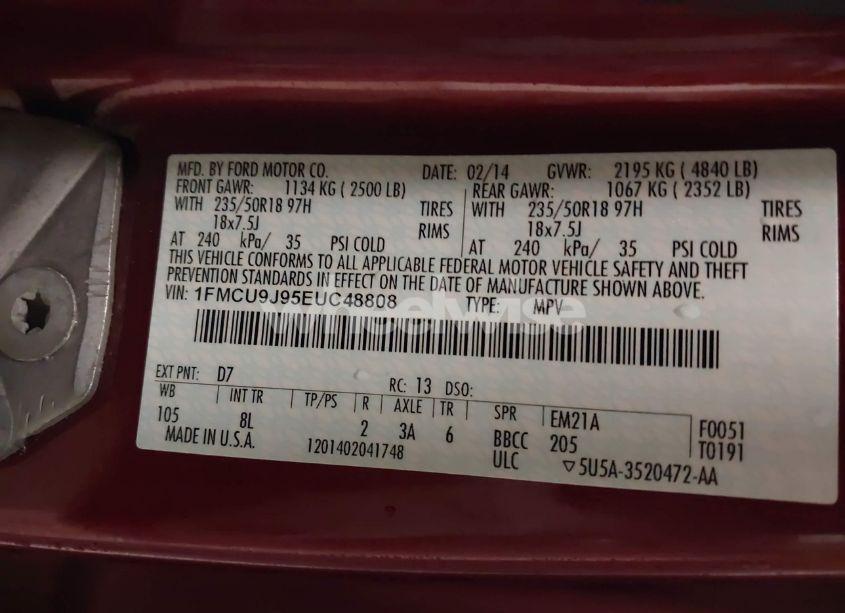 MFD. BY FORD MOTOR CO. DATE: 02/14 GVWR: 2195 KG ( 4840 LB)
FRONT GAWR: 1134 KG ( 2500 LB) REAR GAWR: 1067 KG ( 2352 LB)
WITH 235/50R18 97H TIRES WITH 235/50R18 97H TIRES
18x7.5J RIMS 18x7.5J RIMS
AT 240 kPa/ 35 PSI COLD AT 240 kPa/ 35 PSI COLD
THIS VEHICLE CONFORMS TO ALL APPLICABLE FEDERAL MOTOR VEHICLE SAFETY AND THEFT
PREVENTION STANDARDS IN EFFECT ON THE DATE OF MANUFACTURE SHOWN ABOVE.
VIN: 1FMCU9J95EUC48808 TYPE: MPV
wheelwise
EXT PNT: D7 RC: 13 DSO:
WB INT TR TP/PS R AXLE TR SPR EM21A F0051
105 8L 2 3A 6 BBCC 205 T0191
MADE IN U.S.A. 1201402041748 ULC ▽5U5A-3520472-AA